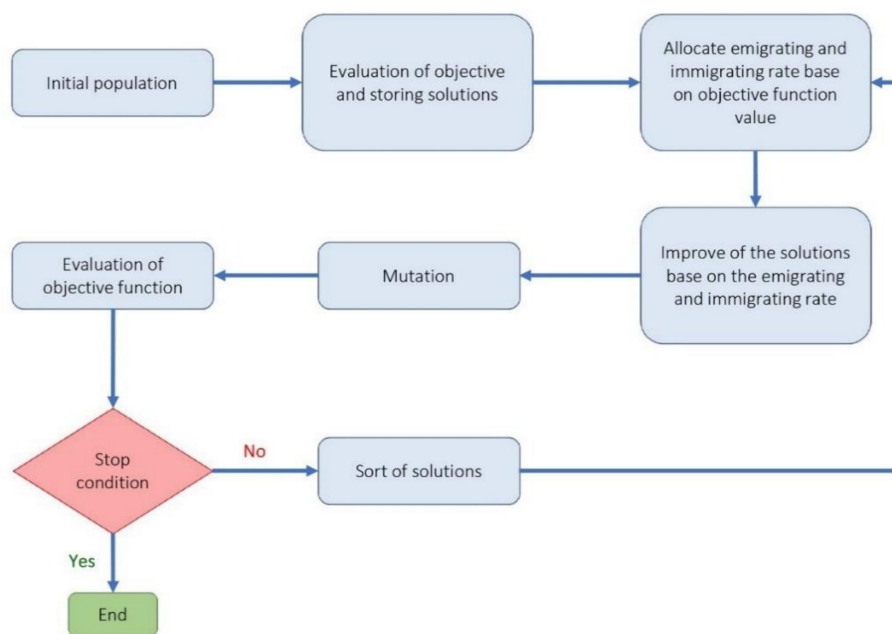 Initial population
Evaluation of objective
and storing solutions
Allocate emigrating and
immigrating rate base
on objective function
value
Improve of the solutions
base on the emigrating
and immigrating rate
Mutation
Evaluation of
objective function
Stop
condition
No
Sort of solutions
Yes
End